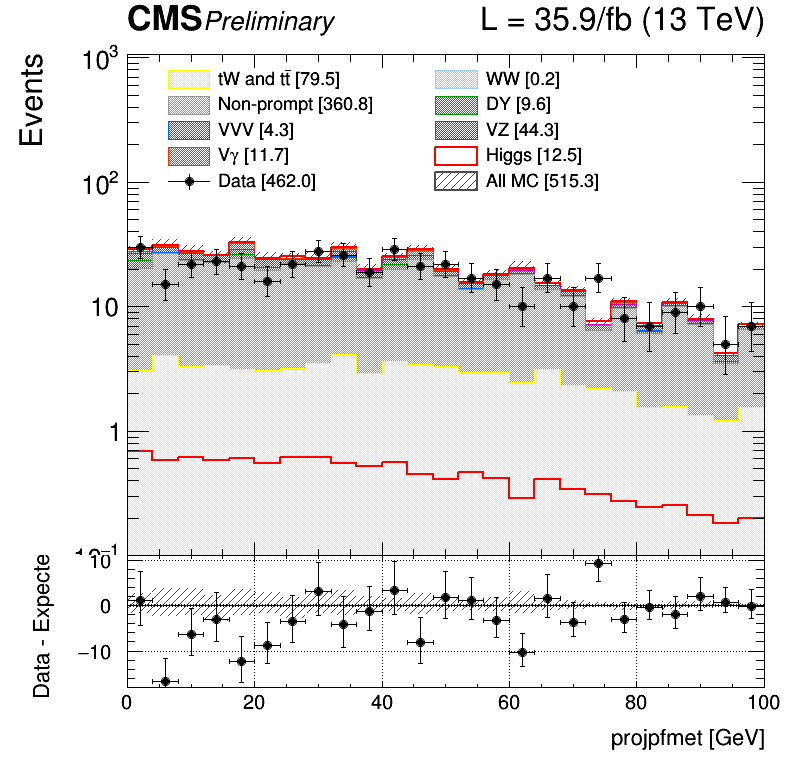 CMS Preliminary L = 35.9/fb (13 TeV)
Events
10³
10²
10
1
10⁻¹
tW and tt̄ [79.5] WW [0.2]
Non-prompt [360.8] DY [9.6]
VVV [4.3] VZ [44.3]
Vγ [11.7] Higgs [12.5]
Data [462.0] All MC [515.3]
Data - Expecte
10
0
−10
0 20 40 60 80 100
projpfmet [GeV]